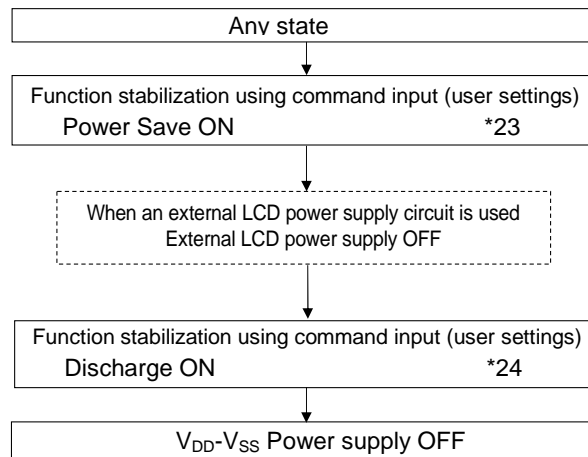 Any state
Function stabilization using command input (user settings)
Power Save ON *23
When an external LCD power supply circuit is used
External LCD power supply OFF
Function stabilization using command input (user settings)
Discharge ON *24
VDD-VSS Power supply OFF